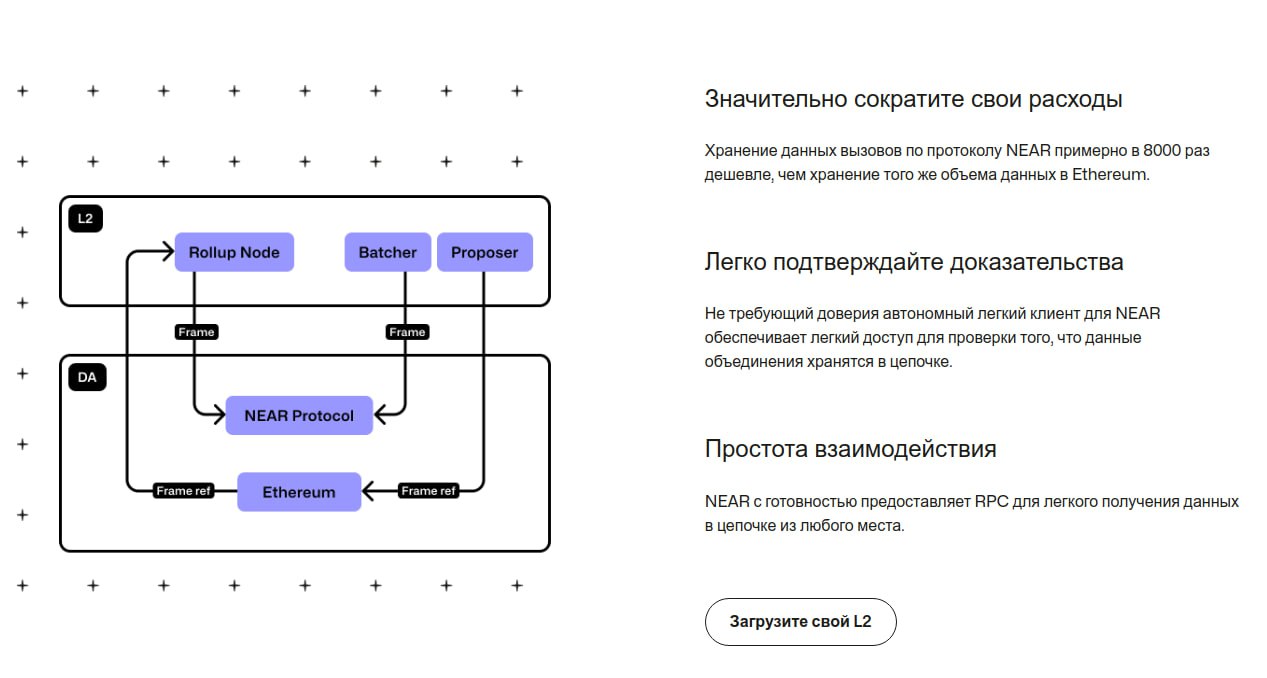 L2
Rollup Node
Batcher
Proposer
Frame
Frame
DA
NEAR Protocol
Frame ref
Ethereum
Frame ref
Значительно сократите свои расходы
Хранение данных вызовов по протоколу NEAR примерно в 8000 раз
дешевле, чем хранение того же объема данных в Ethereum.
Легко подтверждайте доказательства
Не требующий доверия автономный легкий клиент для NEAR
обеспечивает легкий доступ для проверки того, что данные
объединения хранятся в цепочке.
Простота взаимодействия
NEAR с готовностью предоставляет RPC для легкого получения данных
в цепочке из любого места.
Загрузите свой L2